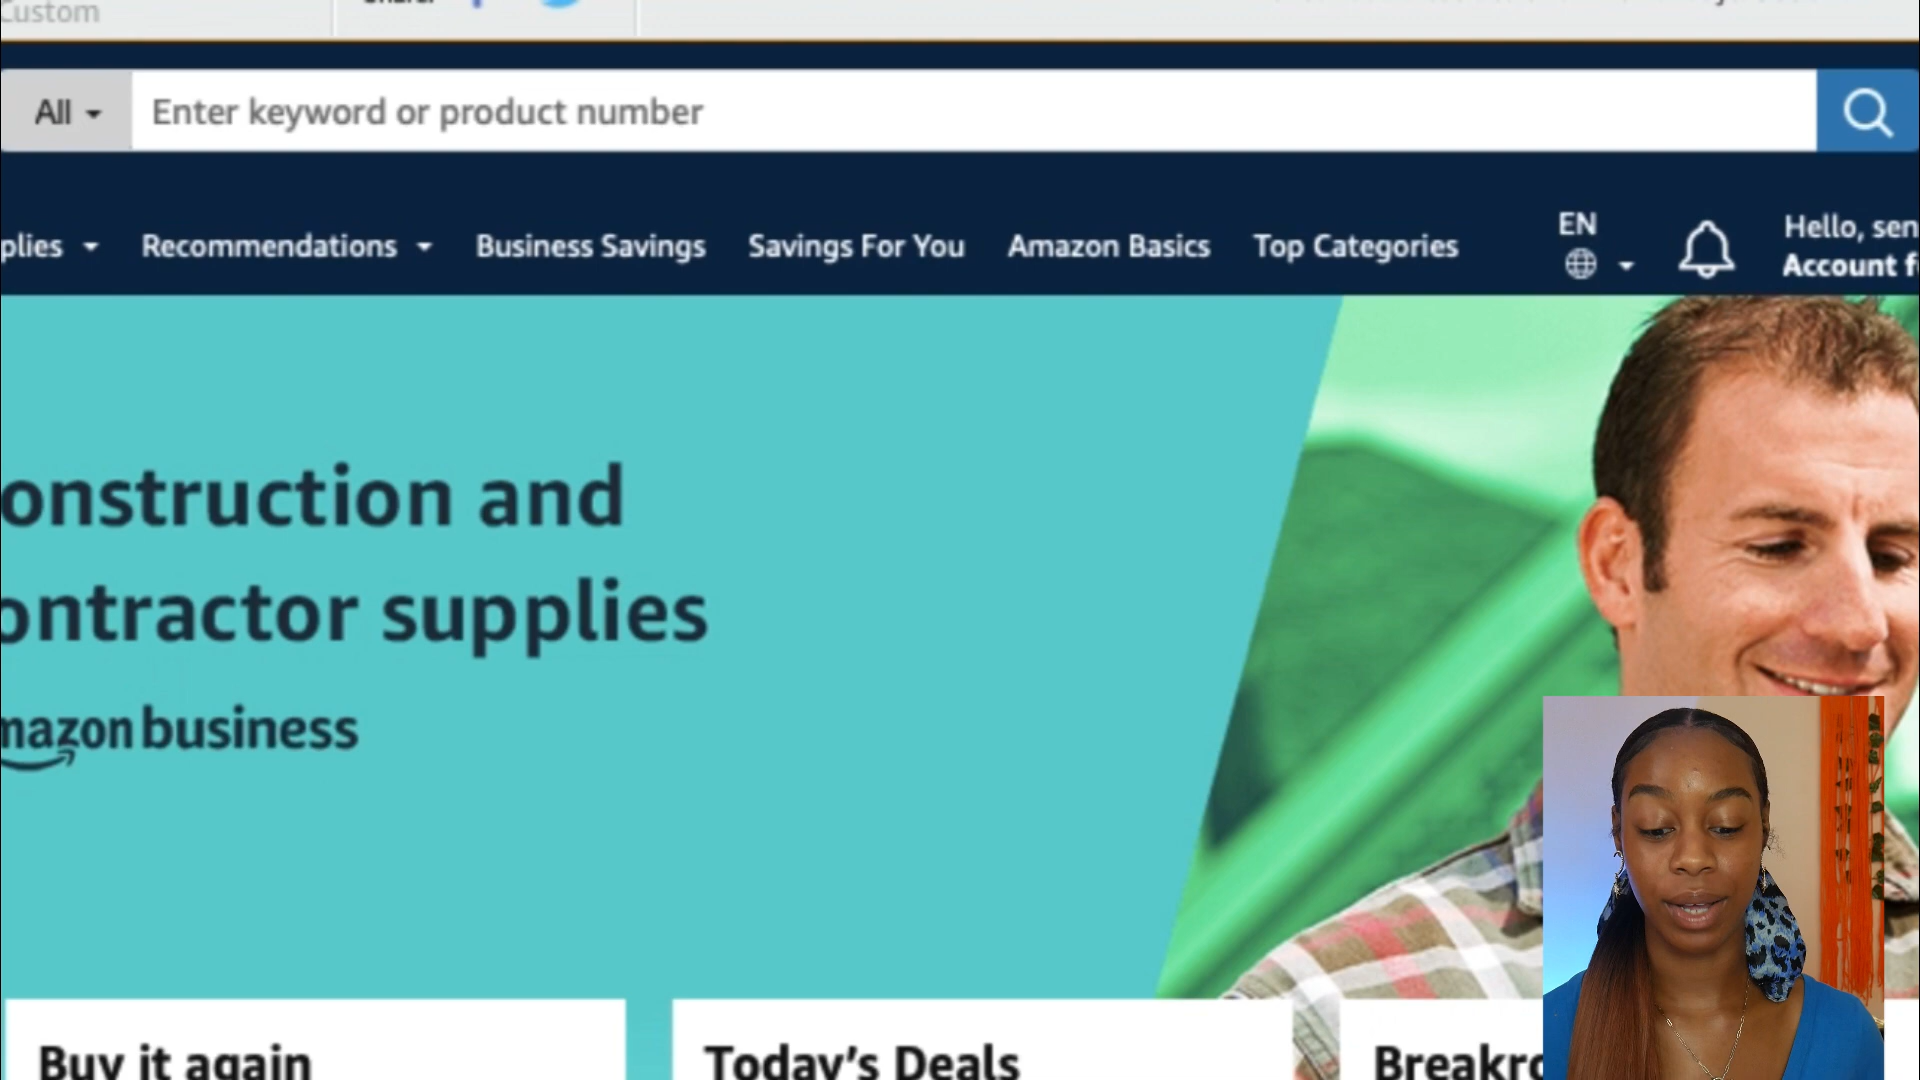 Custom
All
Enter keyword or product number
plies
Recommendations
Business Savings
Savings For You
Amazon Basics
Top Categories
EN
Hello, sen
Account f
onstruction and
ontractor supplies
mazon business
Buy it again
Today's Deals
Breakro